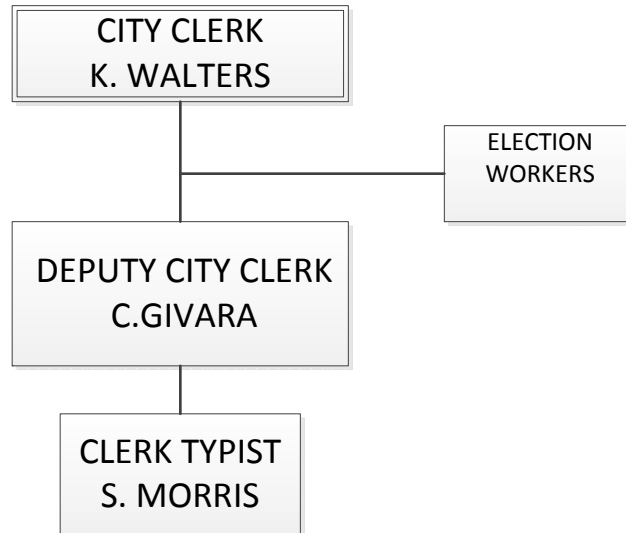 CITY CLERK
K. WALTERS
ELECTION
WORKERS
DEPUTY CITY CLERK
C.GIVARA
CLERK TYPIST
S. MORRIS